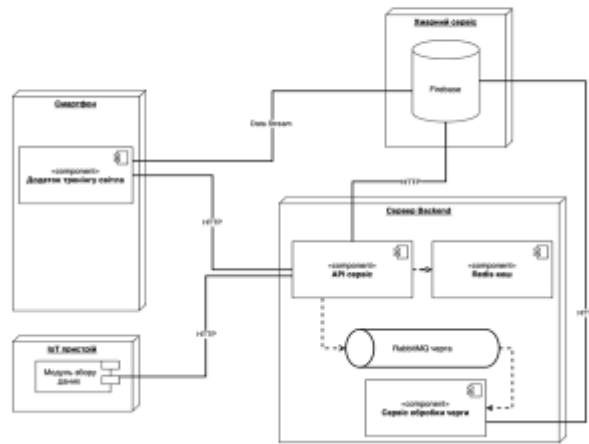 Хмарний сервіс
Firebase
Смартфон
Data Stream
«component»
Додаток трекінгу світла
HTTP
HTTP
Сервер Backend
«component»
API сервіс
«component»
Redis кеш
HTTP
IoT пристрій
Модуль збору
даних
RabbitMQ черга
«component»
Сервіс обробки черги